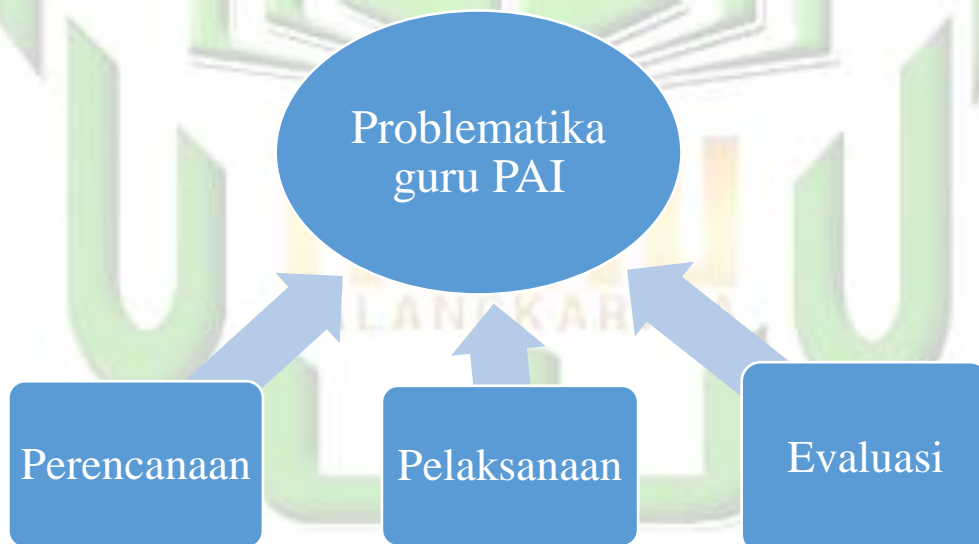 Problematika
guru PAI
Perencanaan
Pelaksanaan
Evaluasi